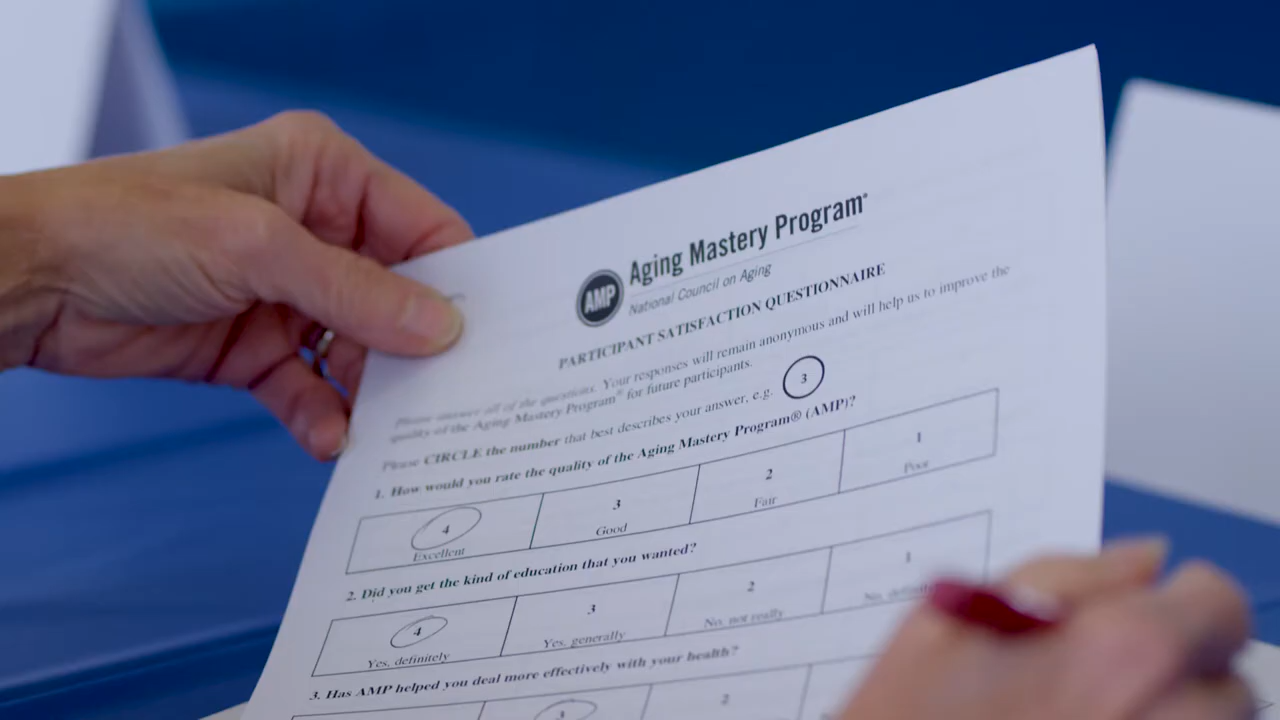 Aging Mastery Program®
AMP
National Council on Aging
PARTICIPANT SATISFACTION QUESTIONNAIRE
Please answer all of the questions. Your responses will remain anonymous and will help us to improve the
quality of the Aging Mastery Program® for future participants.
Please CIRCLE the number that best describes your answer, e.g. 3
1. How would you rate the quality of the Aging Mastery Program® (AMP)?
4 3 2 1
Excellent Good Fair Poor
2. Did you get the kind of education that you wanted?
4 3 2 1
Yes, definitely Yes, generally No, not really No, definite
3. Has AMP helped you deal more effectively with your health?
3 2